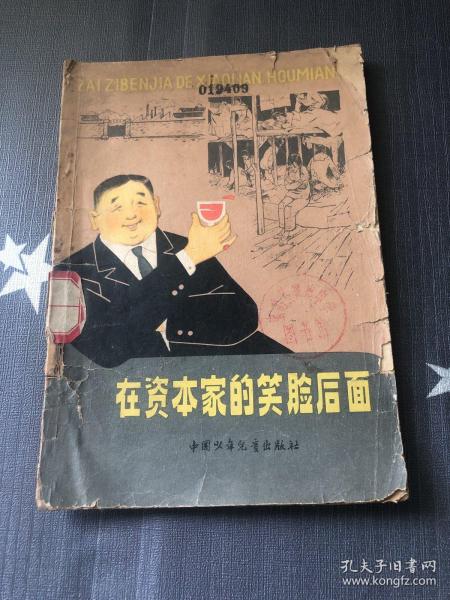 ZAI ZIBENJIA DE XIAOLIAN HOUMIAN
019409
在资本家的笑脸后面
中国少年儿童出版社
孔夫子旧书网
www.kongfz.com